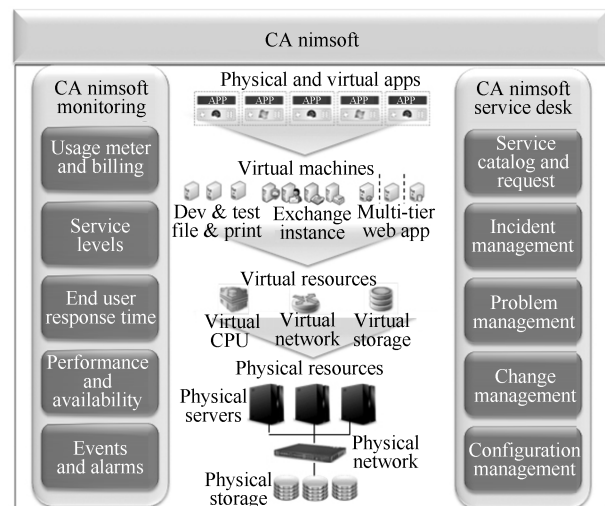 CA nimsoft
CA nimsoft
monitoring
Usage meter
and billing
Service
levels
End user
response time
Performance
and
availability
Events
and alarms
Physical and virtual apps
APP APP APP APP APP
Virtual machines
Dev & test
file & print
Exchange
instance
Multi-tier
web app
Virtual resources
Virtual
CPU
Virtual
network
Virtual
storage
Physical resources
Physical
servers
Physical
network
Physical
storage
CA nimsoft
service desk
Service
catalog and
request
Incident
management
Problem
management
Change
management
Configuration
management